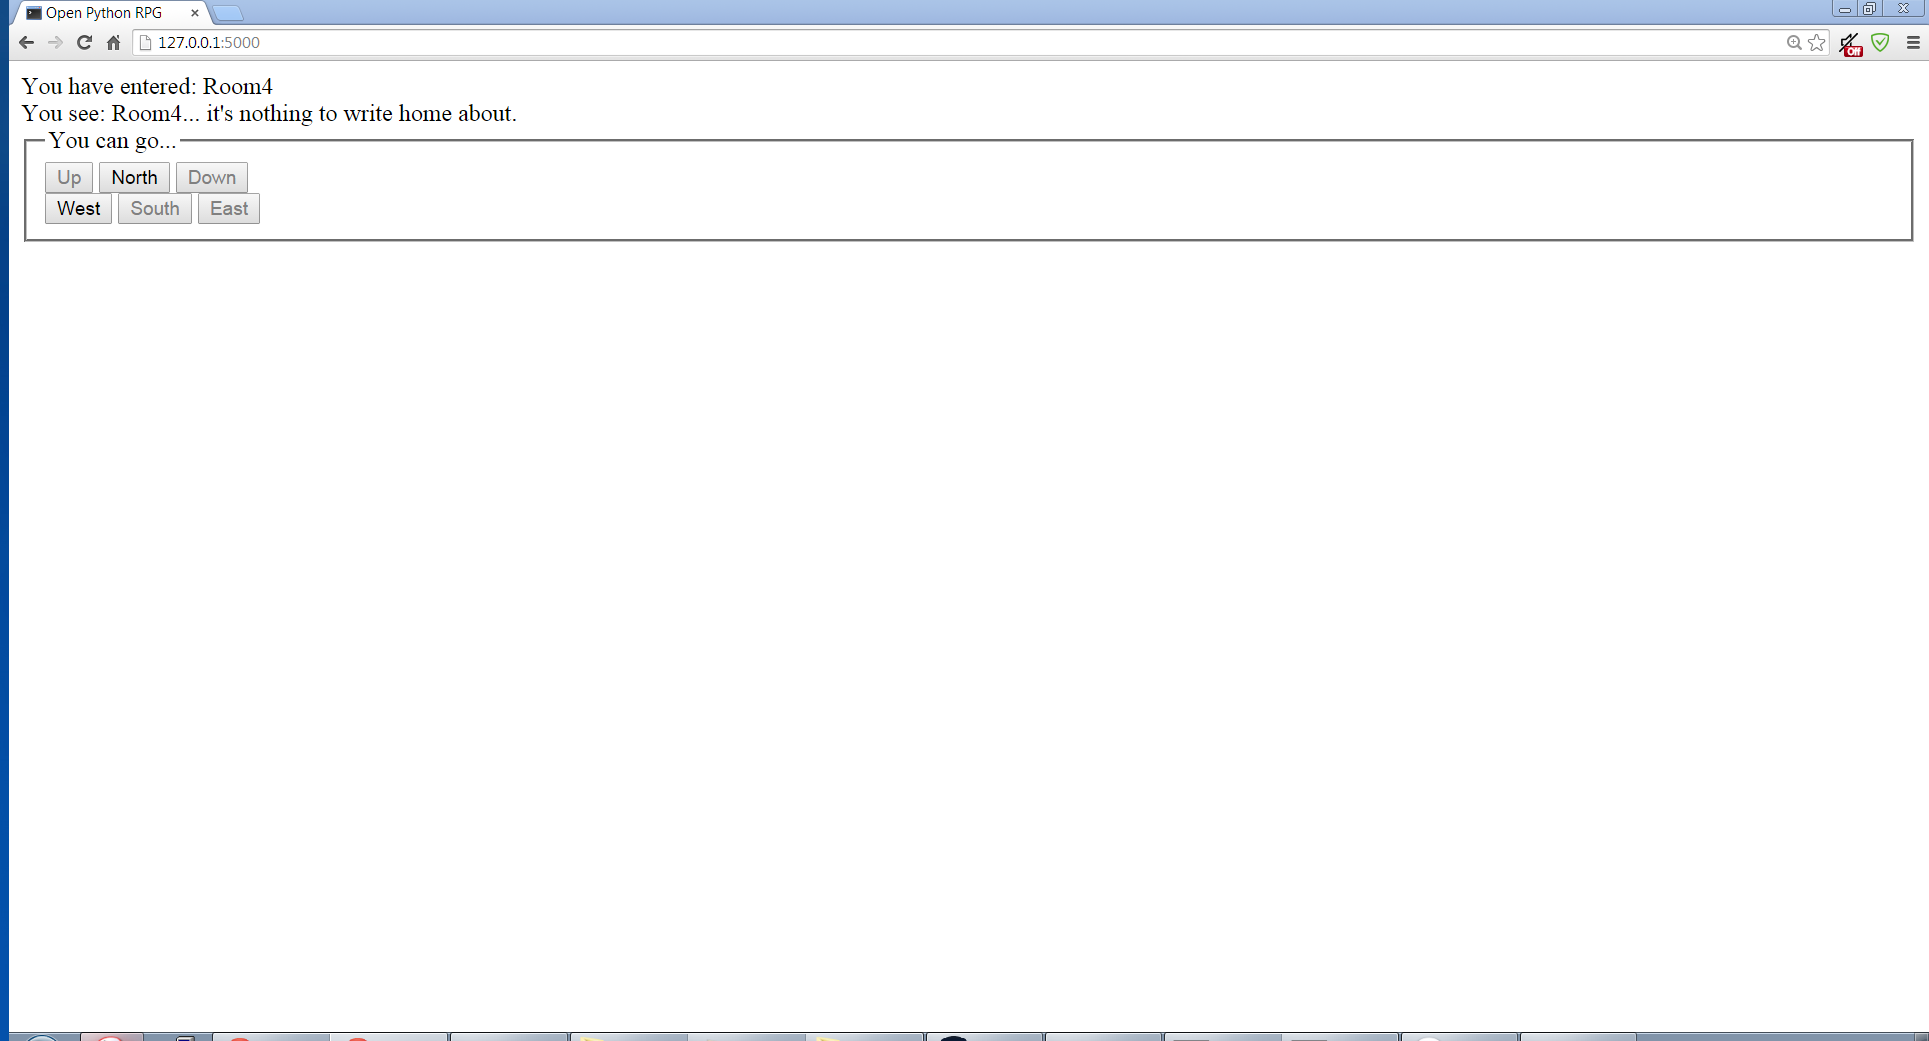 Open Python RPG
127.0.0.1:5000
Off
You have entered: Room4
You see: Room4... it's nothing to write home about.
You can go...
Up North Down
West South East